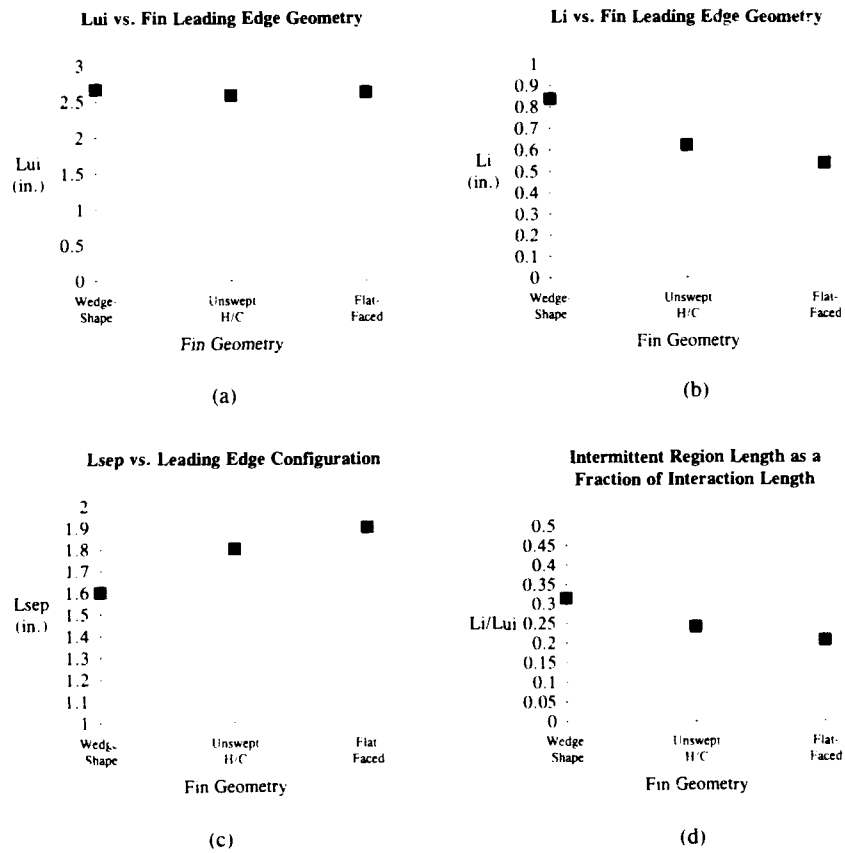 Lui vs. Fin Leading Edge Geometry
3
2.5
2
1.5
1
0.5
0
Lui
(in.)
Wedge-
Shape
Unswept
H/C
Flat-
Faced
Fin Geometry
(a)
Li vs. Fin Leading Edge Geometry
1
0.9
0.8
0.7
0.6
0.5
0.4
0.3
0.2
0.1
0
Li
(in.)
Wedge
Shape
Unswept
H/C
Flat-
Faced
Fin Geometry
(b)
Lsep vs. Leading Edge Configuration
2
1.9
1.8
1.7
1.6
1.5
1.4
1.3
1.2
1.1
1
Lsep
(in.)
Wedge
Shape
Unswept
H/C
Flat
Faced
Fin Geometry
(c)
Intermittent Region Length as a
Fraction of Interaction Length
0.5
0.45
0.4
0.35
0.3
0.25
0.2
0.15
0.1
0.05
0
Li/Lui
Wedge
Shape
Unswept
H/C
Flat-
Faced
Fin Geometry
(d)